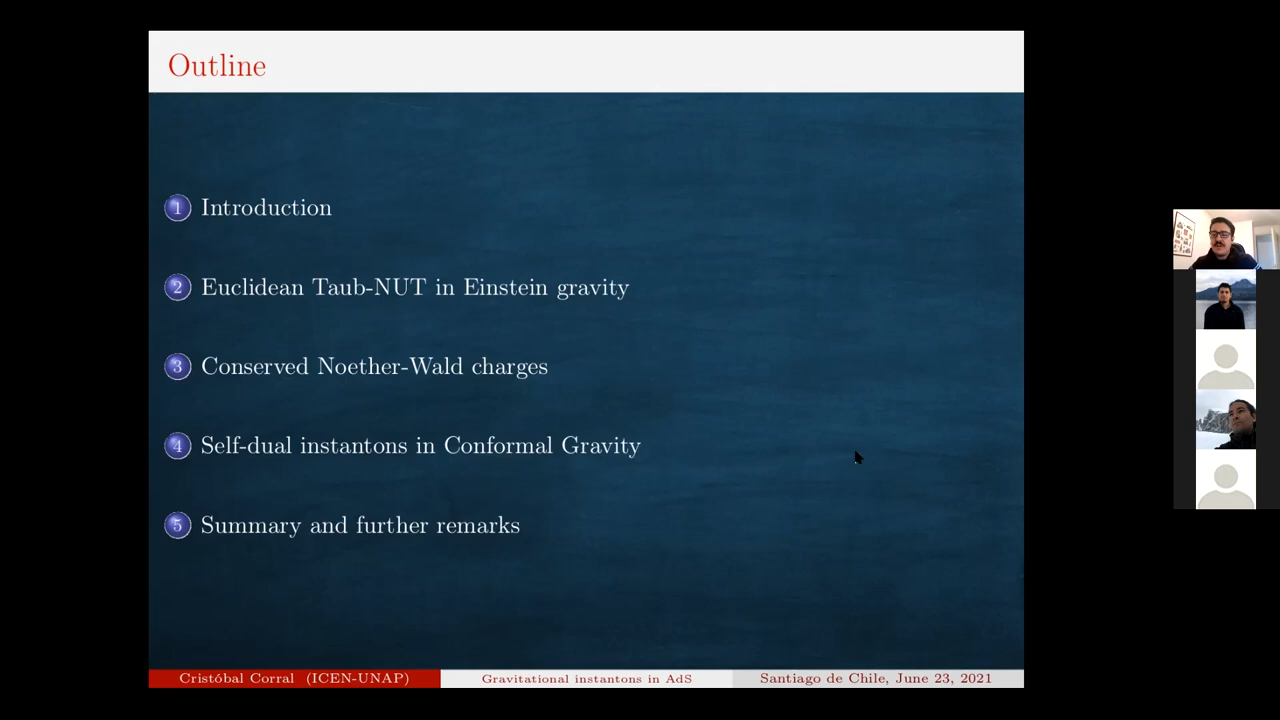 Outline
1 Introduction
2 Euclidean Taub-NUT in Einstein gravity
3 Conserved Noether-Wald charges
4 Self-dual instantons in Conformal Gravity
5 Summary and further remarks
Cristóbal Corral (ICEN-UNAP) Gravitational instantons in AdS Santiago de Chile, June 23, 2021